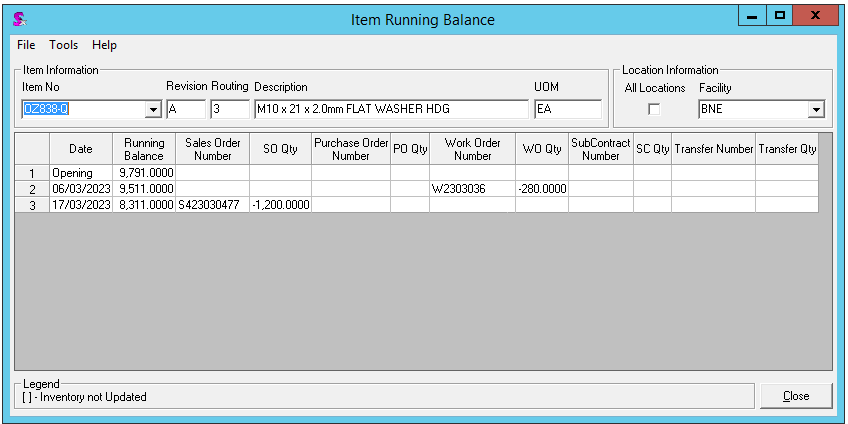 Item Running Balance
File Tools Help
Item Information
Location Information
Item No Revision Routing Description UOM All Locations Facility
QZ838-Q A 3 M10 x 21 x 2.0mm FLAT WASHER HDG EA BNE
Date Running Balance Sales Order Number SO Qty Purchase Order Number PO Qty Work Order Number WO Qty SubContract Number SC Qty Transfer Number Transfer Qty
1 Opening 9,791.0000
2 06/03/2023 9,511.0000 W2303036 -280.0000
3 17/03/2023 8,311.0000 S423030477 -1,200.0000
Legend
[ ] - Inventory not Updated
Close